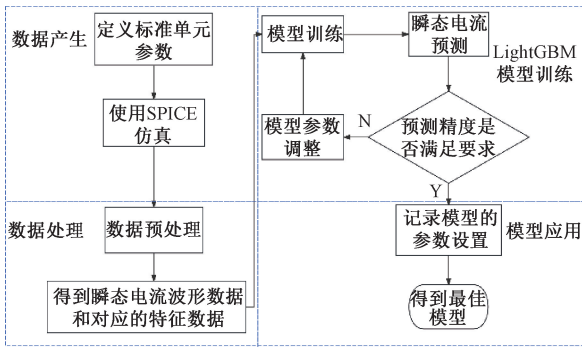 数据产生
定义标准单元
参数
使用SPICE
仿真
数据处理
数据预处理
得到瞬态电流波形数据
和对应的特征数据
模型训练
瞬态电流
预测
LightGBM
模型训练
模型参数
调整
N
预测精度是
否满足要求
Y
记录模型的
参数设置
模型应用
得到最佳
模型